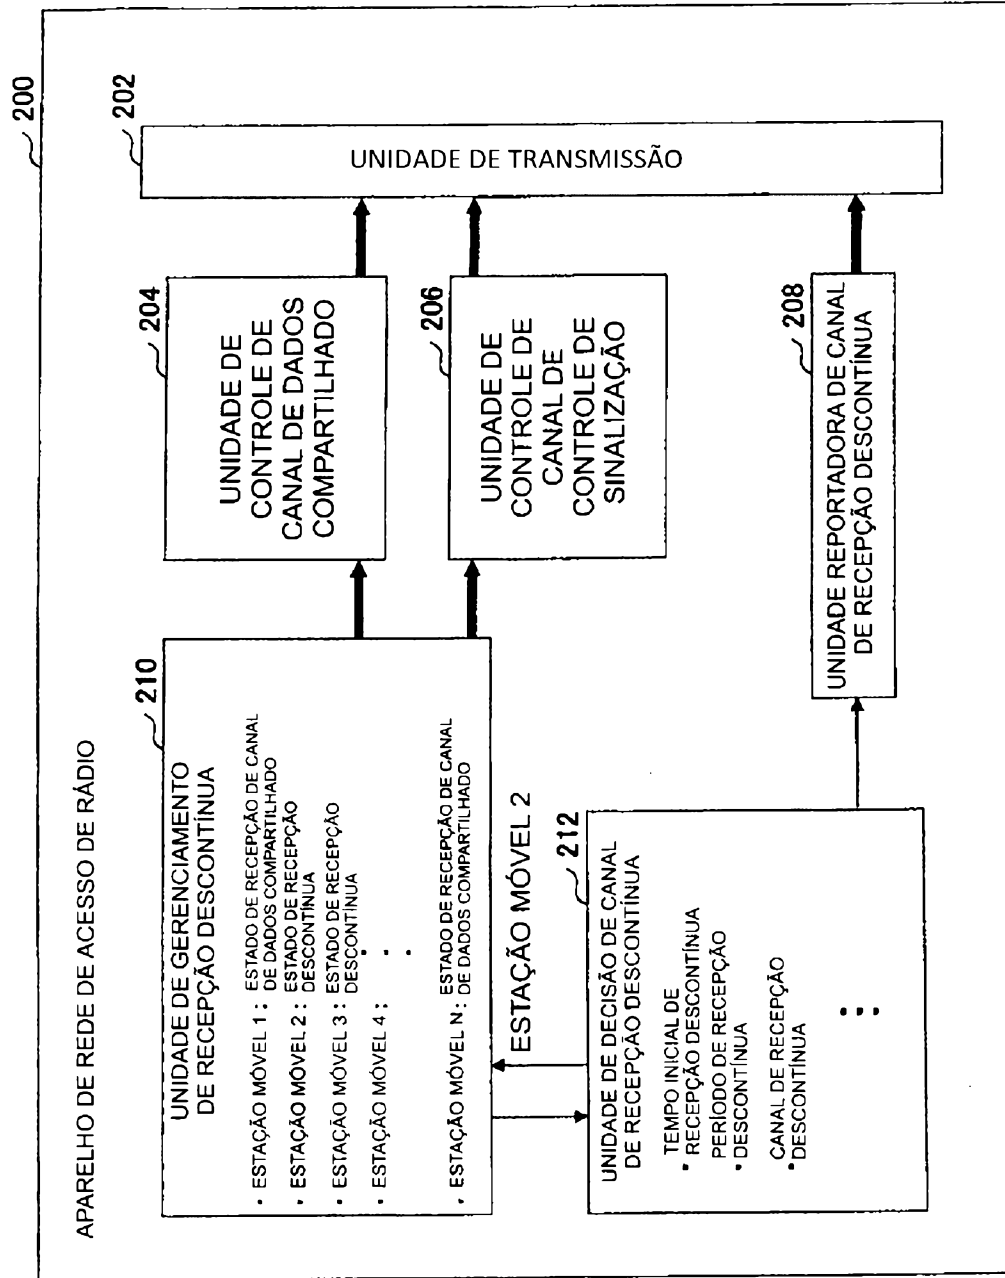 APARELHO DE REDE DE ACESSO DE RÁDIO
200
210
UNIDADE DE GERENCIAMENTO
DE RECEPÇÃO DESCONTÍNUA
• ESTAÇÃO MÓVEL 1 : ESTADO DE RECEPÇÃO DE CANAL
DE DADOS COMPARTILHADO
• ESTAÇÃO MÓVEL 2 : ESTADO DE RECEPÇÃO
DESCONTÍNUA
• ESTAÇÃO MÓVEL 3 : ESTADO DE RECEPÇÃO
DESCONTÍNUA
• ESTAÇÃO MÓVEL 4 :
• ESTAÇÃO MÓVEL N : ESTADO DE RECEPÇÃO DE CANAL
DE DADOS COMPARTILHADO
204
UNIDADE DE
CONTROLE DE
CANAL DE DADOS
COMPARTILHADO
206
UNIDADE DE
CONTROLE DE
CANAL DE
CONTROLE DE
SINALIZAÇÃO
202
UNIDADE DE TRANSMISSÃO
ESTAÇÃO MÓVEL 2
212
UNIDADE DE DECISÃO DE CANAL
DE RECEPÇÃO DESCONTÍNUA
TEMPO INICIAL DE
• RECEPÇÃO DESCONTÍNUA
PERÍODO DE RECEPÇÃO
• DESCONTÍNUA
CANAL DE RECEPÇÃO
• DESCONTÍNUA
208
UNIDADE REPORTADORA DE CANAL
DE RECEPÇÃO DESCONTÍNUA